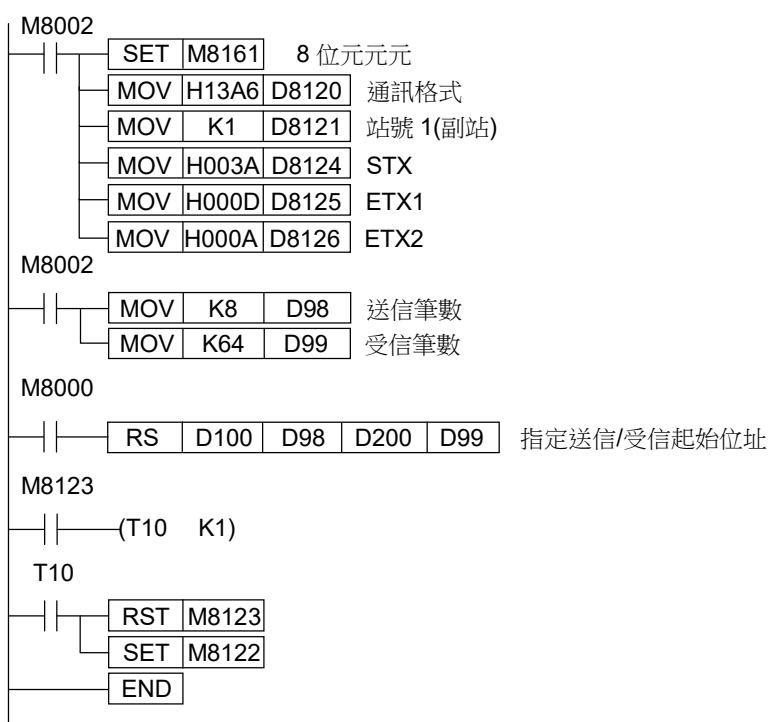 M8002
SET M8161 8 位元元元
MOV H13A6 D8120 通訊格式
MOV K1 D8121 站號 1(副站)
MOV H003A D8124 STX
MOV H000D D8125 ETX1
MOV H000A D8126 ETX2
M8002
MOV K8 D98 送信筆數
MOV K64 D99 受信筆數
M8000
RS D100 D98 D200 D99 指定送信/受信起始位址
M8123
(T10 K1)
T10
RST M8123
SET M8122
END